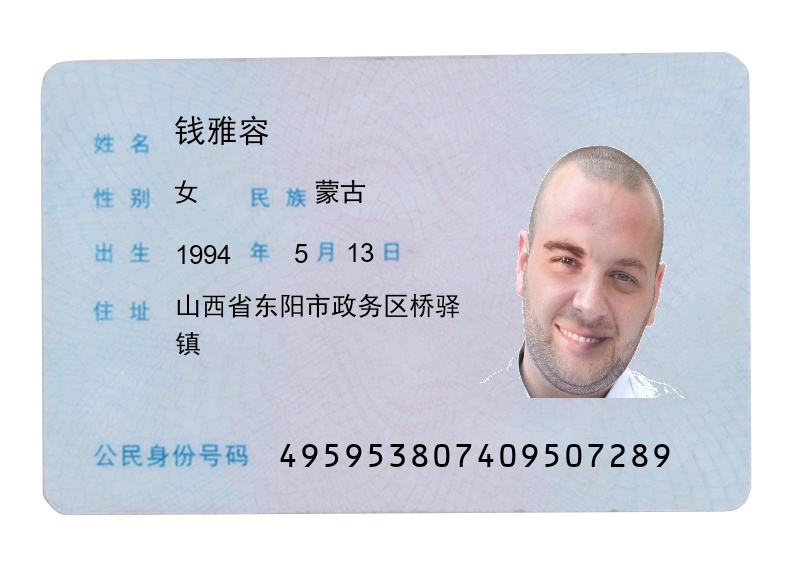 姓名 钱雅容
性别 女 民族 蒙古
出生 1994 年 5 月 13 日
住址 山西省东阳市政务区桥驿
镇
公民身份号码 495953807409507289